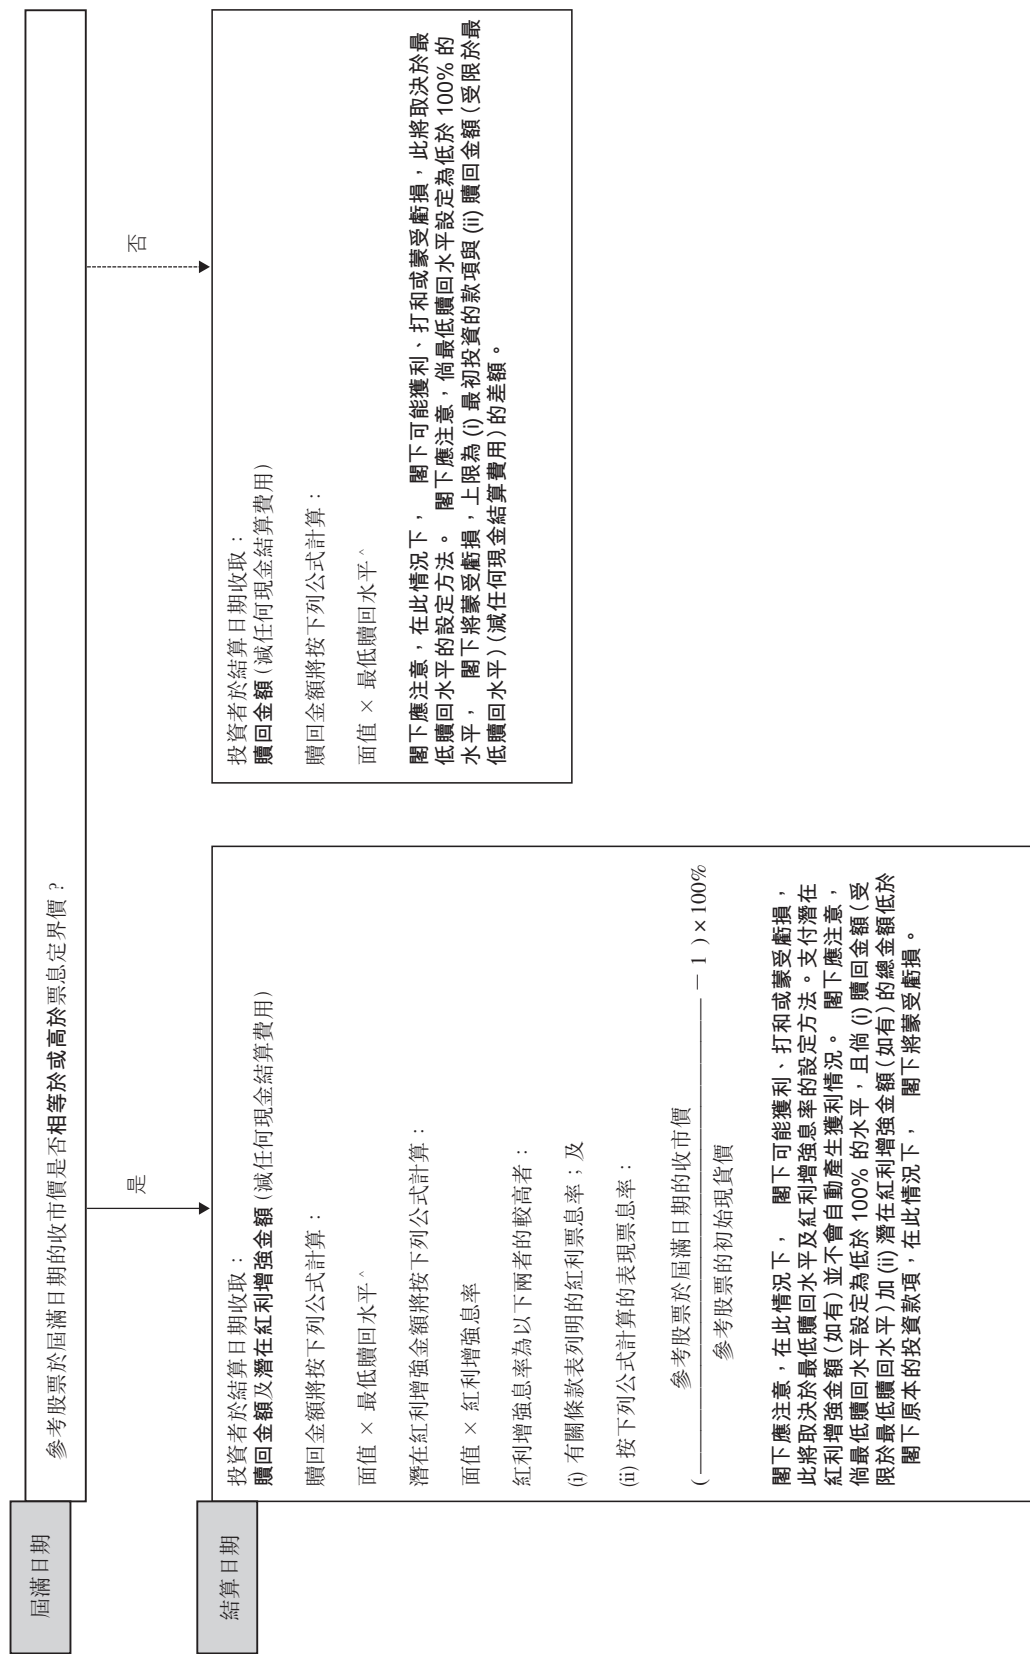 屆滿日期
參考股票於屆滿日期的收市價是否相等於或高於票息定界價？
是
否
結算日期
投資者於結算日期收取：
贖回金額及潛在紅利增強金額（減任何現金結算費用）
贖回金額將按下列公式計算：
面值 × 最低贖回水平^
潛在紅利增強金額將按下列公式計算：
面值 × 紅利增強息率
紅利增強息率為以下兩者的較高者：
(i) 有關條款表列明的紅利票息率；及
(ii) 按下列公式計算的表現票息率：
參考股票於屆滿日期的收市價
( — 1 ) × 100%
參考股票的初始現貨價
閣下應注意，在此情況下， 閣下可能獲利、打和或蒙受虧損，
此將取決於最低贖回水平及紅利增強息率的設定方法。支付潛在
紅利增強金額（如有）並不會自動產生獲利情況。 閣下應注意，
倘最低贖回水平設定為低於 100% 的水平，且倘 (i) 贖回金額（受
限於最低贖回水平）加 (ii) 潛在紅利增強金額（如有）的總金額低於
閣下原本的投資款項，在此情況下， 閣下將蒙受虧損。
投資者於結算日期收取：
贖回金額（減任何現金結算費用）
贖回金額將按下列公式計算：
面值 × 最低贖回水平^
閣下應注意，在此情況下， 閣下可能獲利、打和或蒙受虧損，此將取決於最
低贖回水平的設定方法。 閣下應注意，倘最低贖回水平設定為低於 100% 的
水平， 閣下將蒙受虧損，上限為 (i) 最初投資的款項與 (ii) 贖回金額（受限於最
低贖回水平）（減任何現金結算費用）的差額。